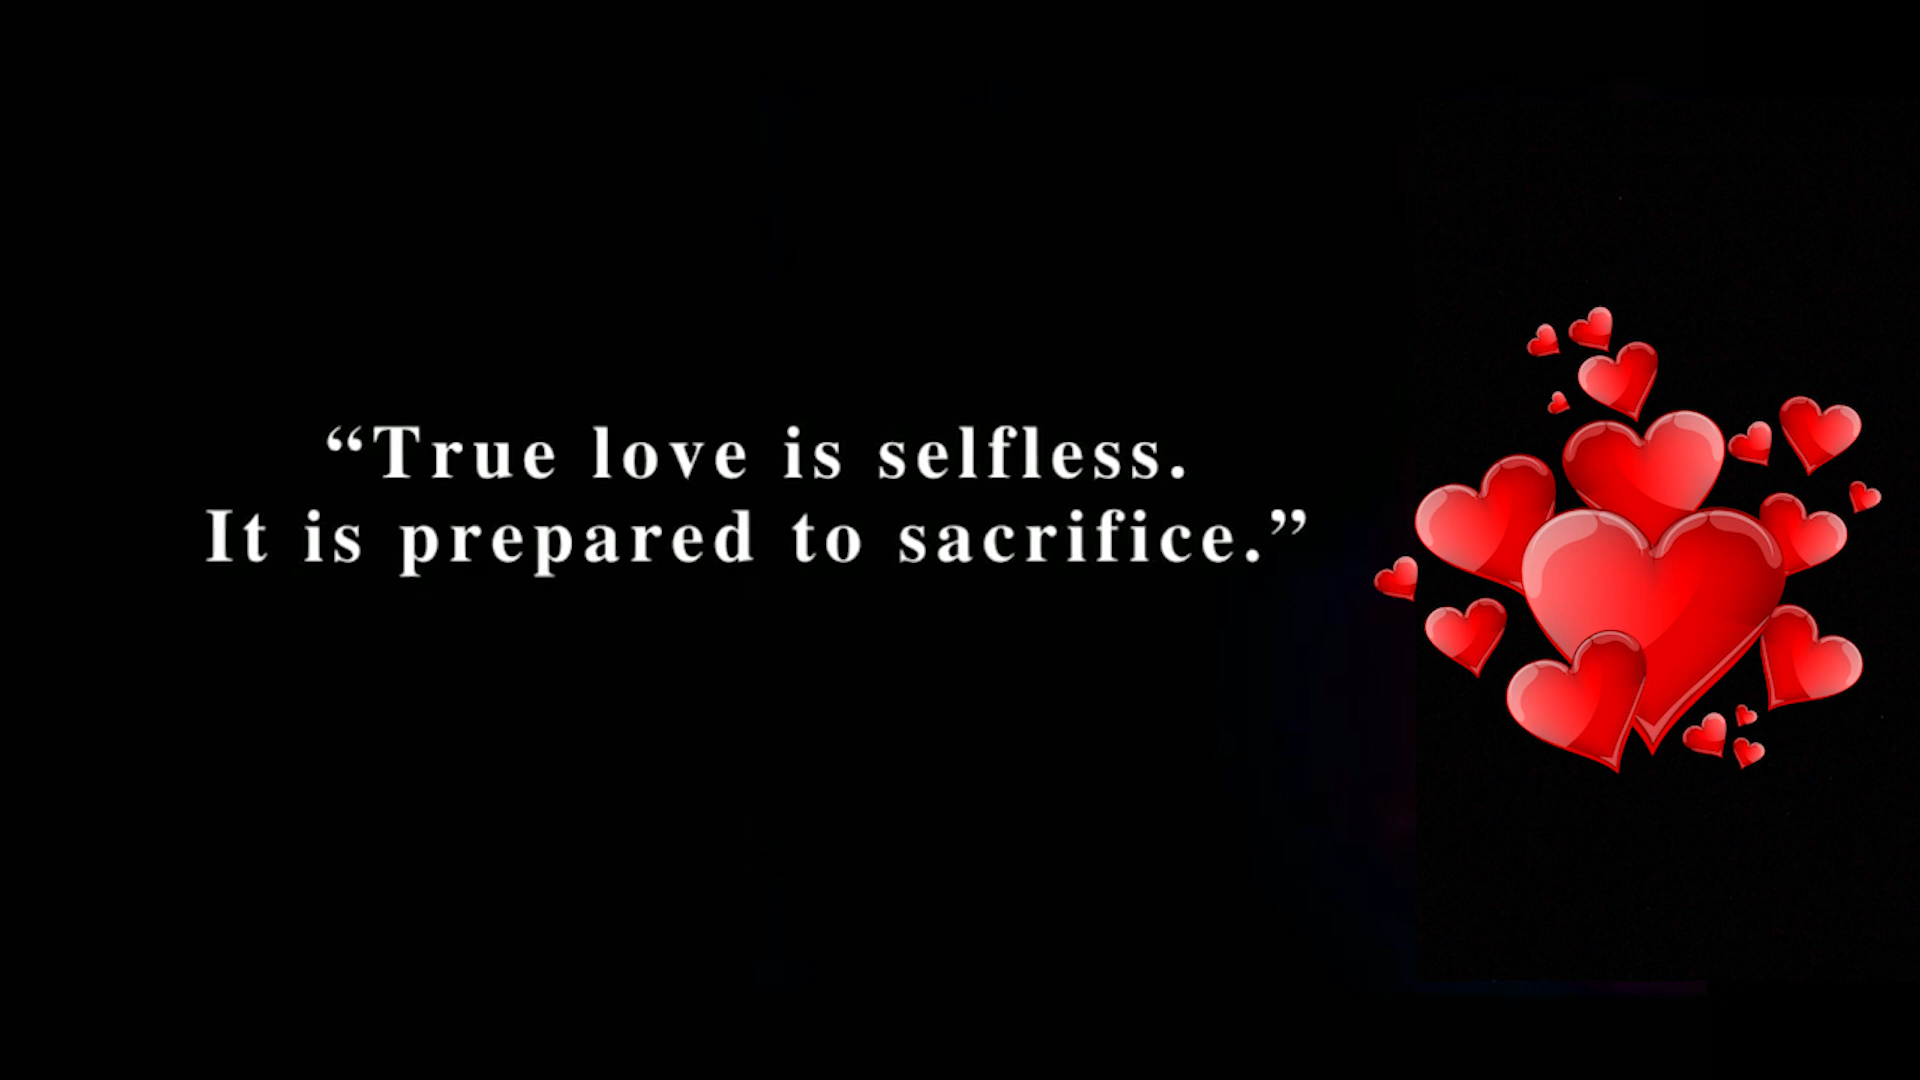 “True love is selfless.
It is prepared to sacrifice.”